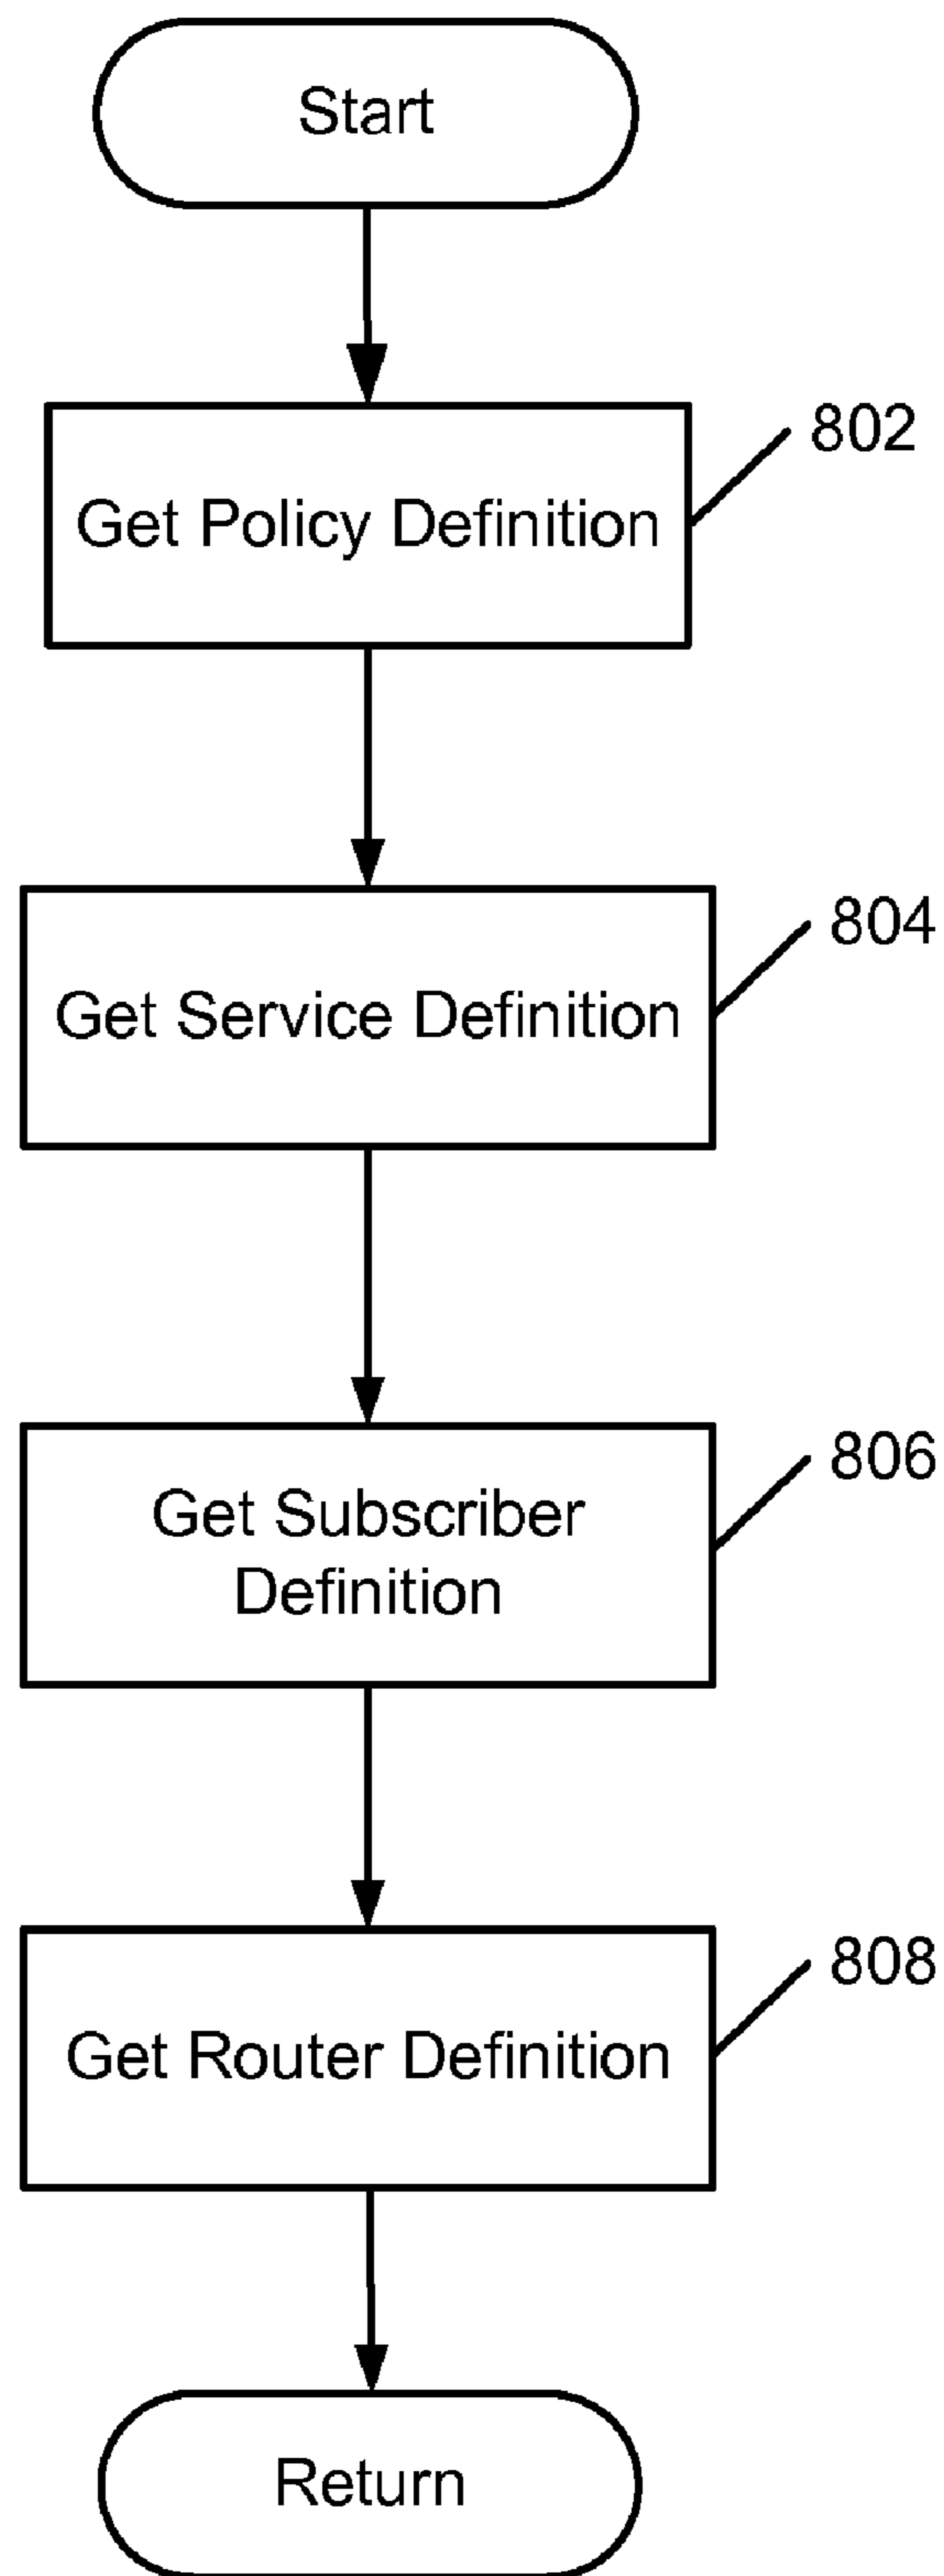 Start
802
Get Policy Definition
804
Get Service Definition
806
Get Subscriber
Definition
808
Get Router Definition
Return